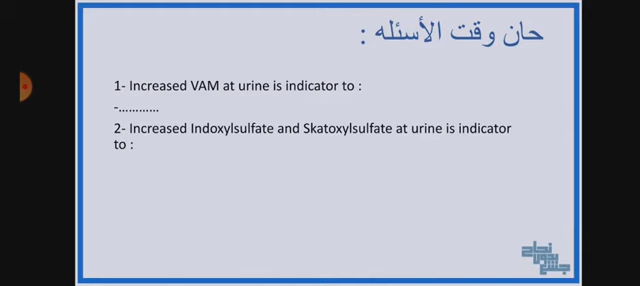 حان وقت الأسئله :
1- Increased VAM at urine is indicator to :
-............
2- Increased Indoxylsulfate and Skatoxylsulfate at urine is indicator
to :